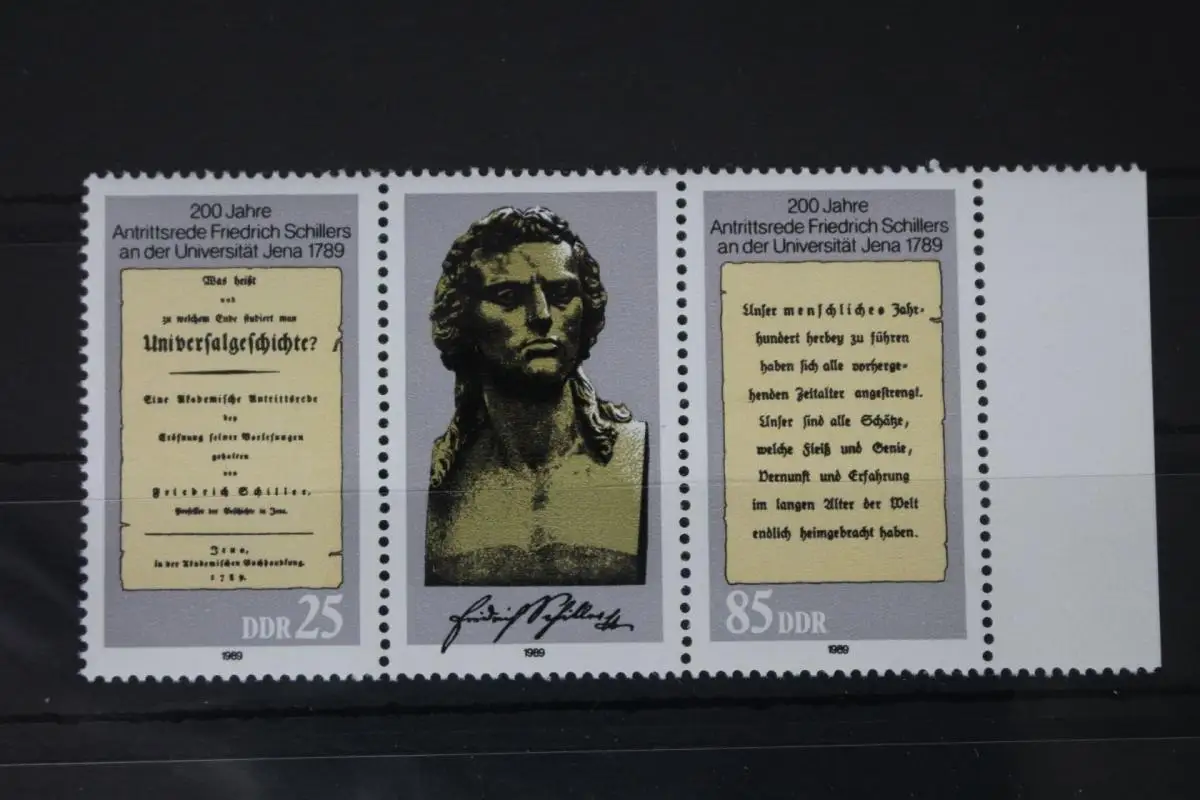 200 Jahre
Antrittsrede Friedrich Schillers
an der Universität Jena 1789
Was heißt
und
zu welchem Ende studiert man
Universalgeschichte?
Eine Akademische Antrittsrede
bey
Eröfnung seiner Vorlesungen
gehalten
von
Friedrich Schiller,
Professor der Geschichte in Jena.
Jena,
in der Akademischen Buchhandlung.
1789.
DDR 25
1989
Friedrich Schiller
1989
200 Jahre
Antrittsrede Friedrich Schillers
an der Universität Jena 1789
Unser menschliches Jahr-
hundert herbey zu führen
haben sich alle vorherge-
henden Zeitalter angestrengt.
Unser sind alle Schätze,
welche Fleiß und Genie,
Vernunft und Erfahrung
im langen Alter der Welt
endlich heimgebracht haben.
85 DDR
1989